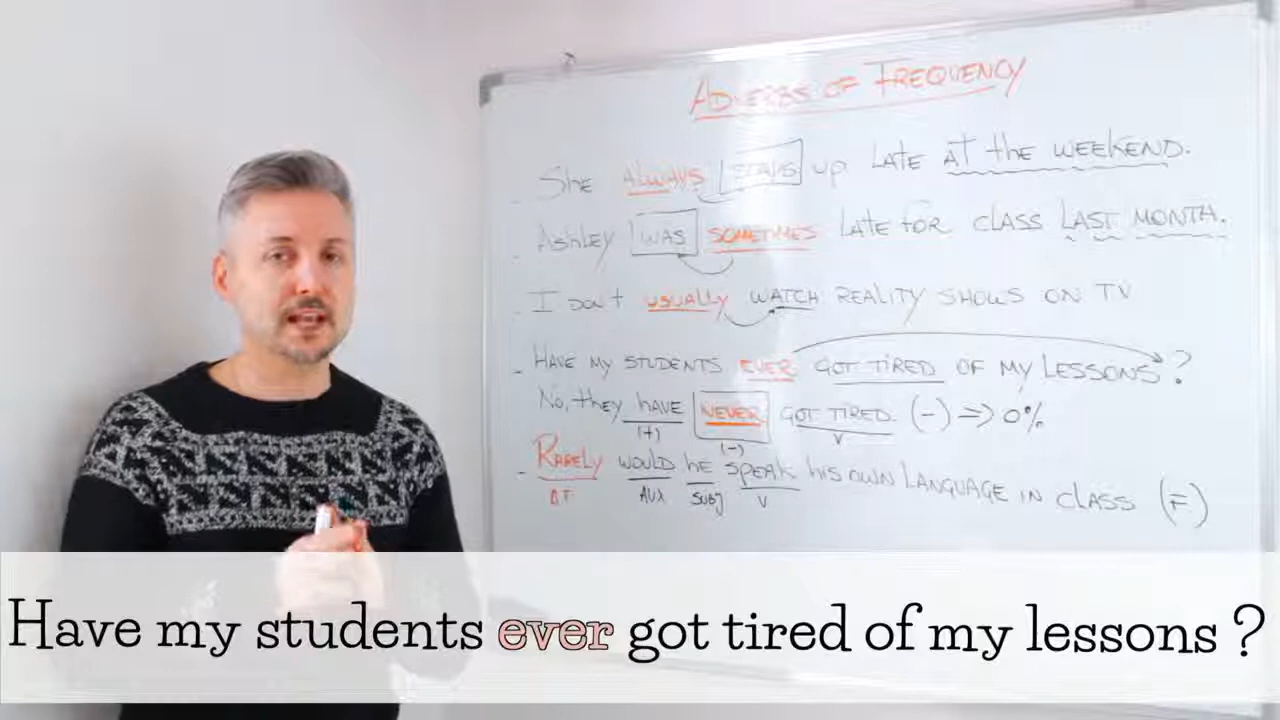 ADVERBS OF FREQUENCY
- She ALWAYS STAYS up LATE AT the WEEKEND.
- Ashley WAS SOMETIMES LATE FOR CLASS LAST MONTH.
- I don't usually WATCH REALITY SHOWS ON TV
- HAVE MY STUDENTS EVER GOT TIRED OF MY LESSONS?
No, they HAVE NEVER GOT TIRED. (-) => 0%
(+) (-) V
- RARELY WOULD he SPEAK his OWN LANGUAGE IN CLASS (F)
AUX SUBJ V
Have my students ever got tired of my lessons ?